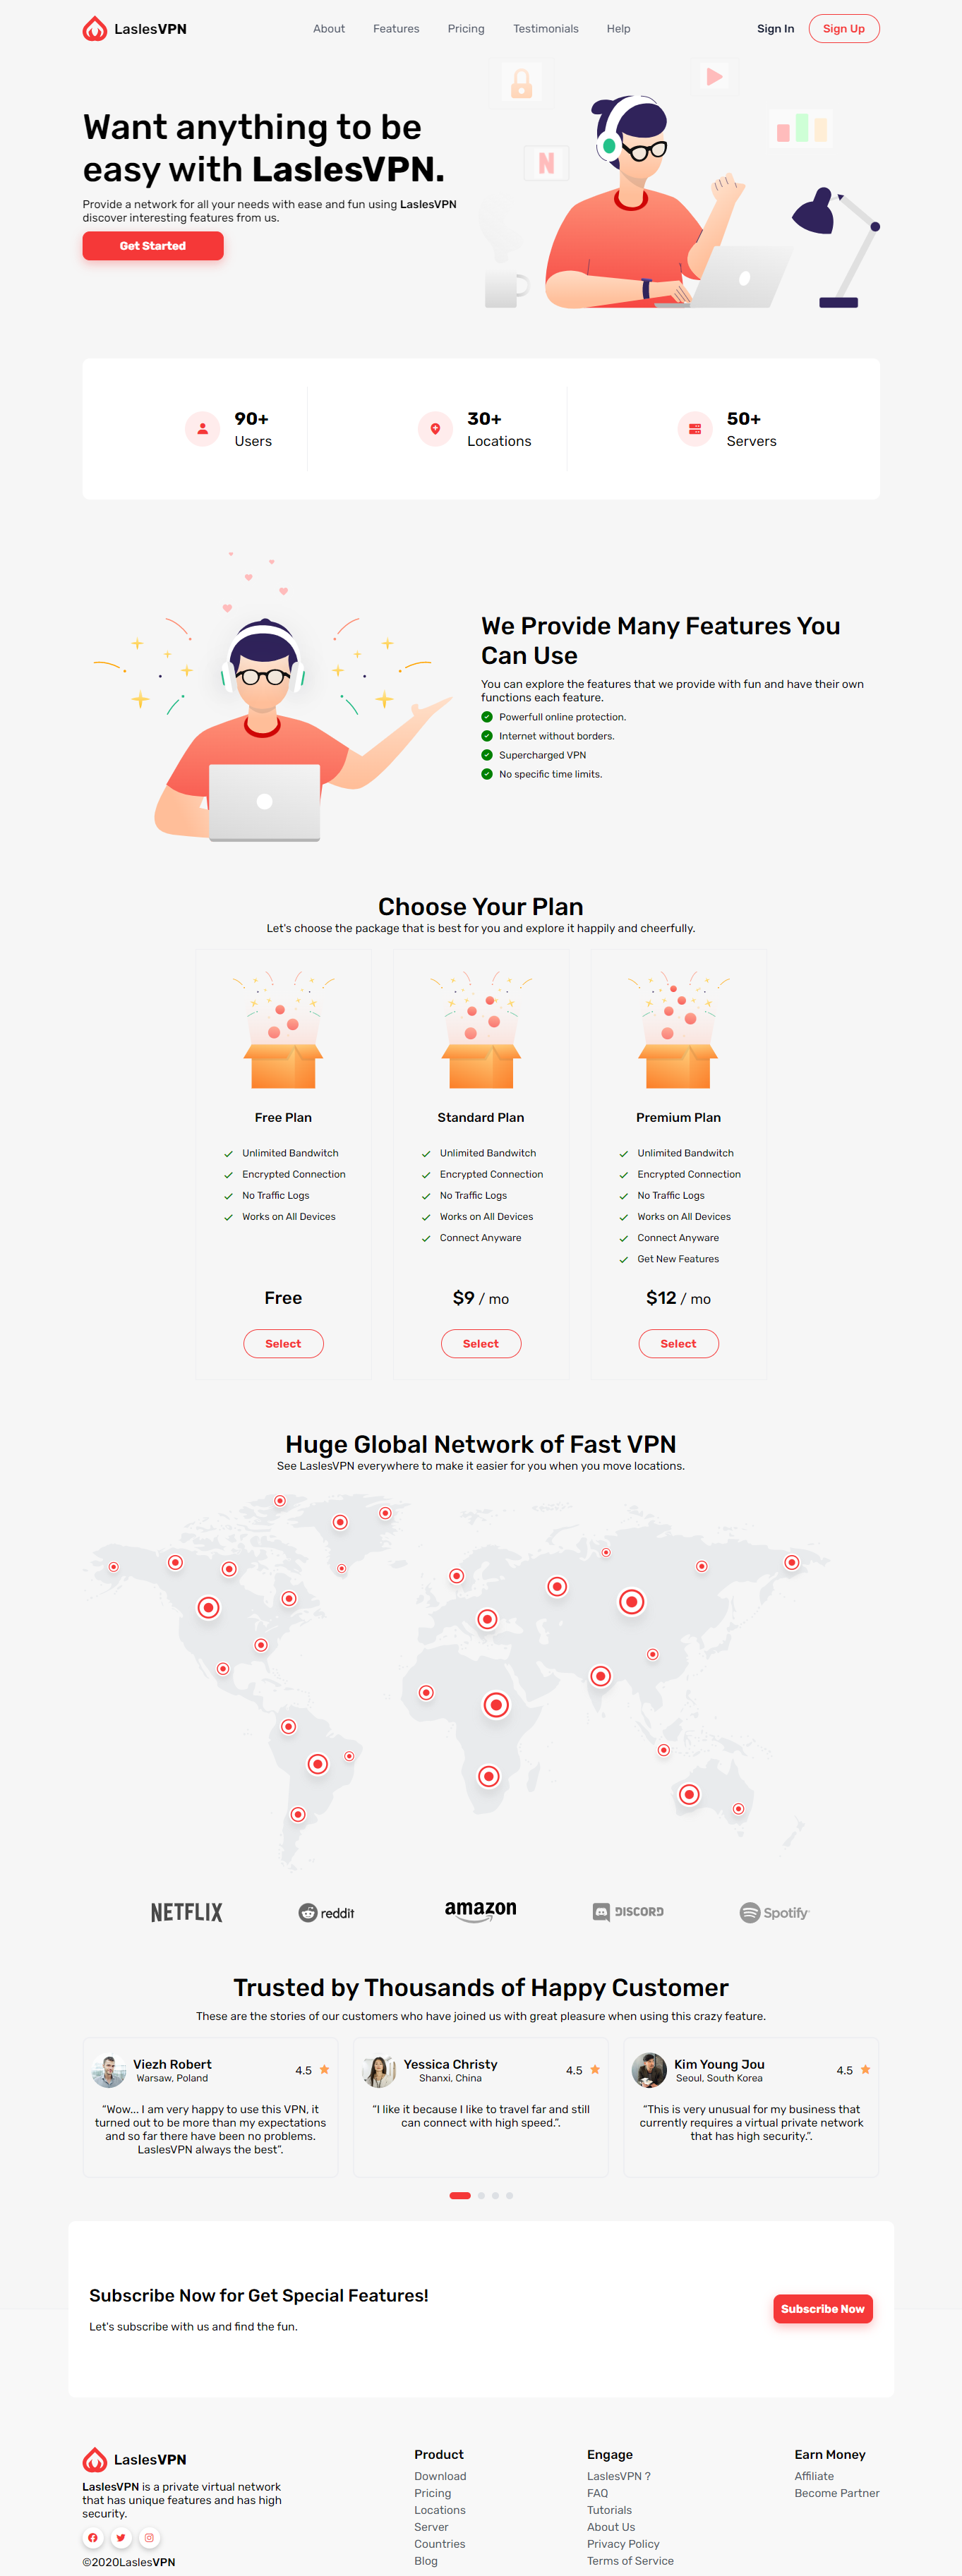 LaslesVPN
About
Features
Pricing
Testimonials
Help
Sign In
Sign Up
N
Want anything to be
easy with LaslesVPN.
Provide a network for all your needs with ease and fun using LaslesVPN
discover interesting features from us.
Get Started
90+
Users
30+
Locations
50+
Servers
We Provide Many Features You
Can Use
You can explore the features that we provide with fun and have their own
functions each feature.
Powerfull online protection.
Internet without borders.
Supercharged VPN
No specific time limits.
Choose Your Plan
Let's choose the package that is best for you and explore it happily and cheerfully.
Free Plan
Unlimited Bandwitch
Encrypted Connection
No Traffic Logs
Works on All Devices
Free
Select
Standard Plan
Unlimited Bandwitch
Encrypted Connection
No Traffic Logs
Works on All Devices
Connect Anyware
$9 / mo
Select
Premium Plan
Unlimited Bandwitch
Encrypted Connection
No Traffic Logs
Works on All Devices
Connect Anyware
Get New Features
$12 / mo
Select
Huge Global Network of Fast VPN
See LaslesVPN everywhere to make it easier for you when you move locations.
NETFLIX
reddit
amazon
DISCORD
Spotify
Trusted by Thousands of Happy Customer
These are the stories of our customers who have joined us with great pleasure when using this crazy feature.
Viezh Robert
Warsaw, Poland
4.5
“Wow... I am very happy to use this VPN, it
turned out to be more than my expectations
and so far there have been no problems.
LaslesVPN always the best”.
Yessica Christy
Shanxi, China
4.5
“I like it because I like to travel far and still
can connect with high speed.”.
Kim Young Jou
Seoul, South Korea
4.5
“This is very unusual for my business that
currently requires a virtual private network
that has high security.”.
Subscribe Now for Get Special Features!
Let's subscribe with us and find the fun.
Subscribe Now
LaslesVPN
LaslesVPN is a private virtual network
that has unique features and has high
security.
©2020LaslesVPN
Product
Download
Pricing
Locations
Server
Countries
Blog
Engage
LaslesVPN ?
FAQ
Tutorials
About Us
Privacy Policy
Terms of Service
Earn Money
Affiliate
Become Partner